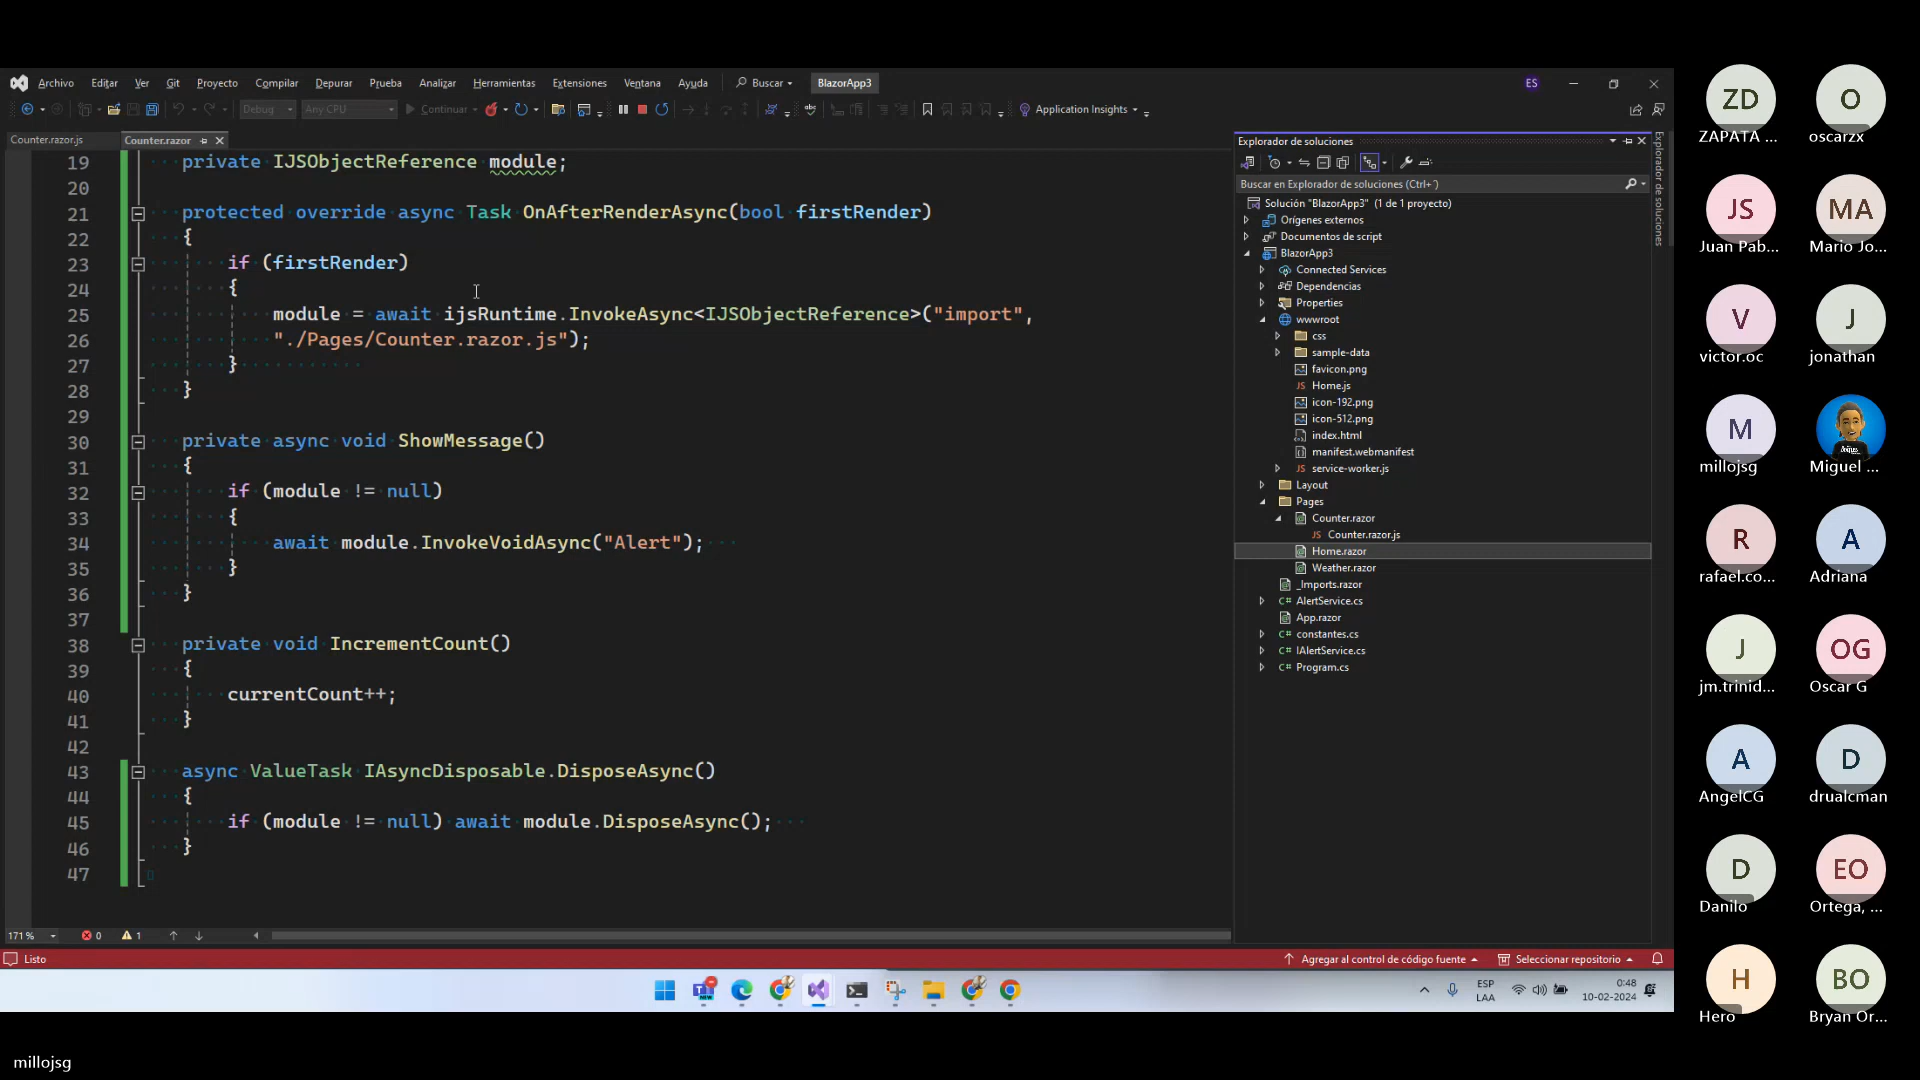 Archivo Editar Ver Git Proyecto Compilar Depurar Prueba Analizar Herramientas Extensiones Ventana Ayuda Buscar BlazorApp3 ES
Debug Any CPU Continuar Application Insights
Counter.razor.js Counter.razor
19 private IJSObjectReference module;
20
21 protected override async Task OnAfterRenderAsync(bool firstRender)
22 {
23 if (firstRender)
24 {
25 module = await ijsRuntime.InvokeAsync<IJSObjectReference>("import",
26 "./Pages/Counter.razor.js");
27 }
28 }
29
30 private async void ShowMessage()
31 {
32 if (module != null)
33 {
34 await module.InvokeVoidAsync("Alert");
35 }
36 }
37
38 private void IncrementCount()
39 {
40 currentCount++;
41 }
42
43 async ValueTask IAsyncDisposable.DisposeAsync()
44 {
45 if (module != null) await module.DisposeAsync();
46 }
47
171 % 0 1
Listo
Agregar al control de código fuente Seleccionar repositorio
Explorador de soluciones
Buscar en Explorador de soluciones (Ctrl+´)
Solución "BlazorApp3" (1 de 1 proyecto)
Orígenes externos
Documentos de script
BlazorApp3
Connected Services
Dependencias
Properties
wwwroot
css
sample-data
favicon.png
JS Home.js
icon-192.png
icon-512.png
index.html
manifest.webmanifest
JS service-worker.js
Layout
Pages
Counter.razor
JS Counter.razor.js
Home.razor
Weather.razor
_Imports.razor
C# AlertService.cs
App.razor
C# constantes.cs
C# IAlertService.cs
C# Program.cs
Explorador de soluciones
NEW
ESP
LAA
0:48
10-02-2024
ZD
ZAPATA ...
O
oscarzx
JS
Juan Pab...
MA
Mario Jo...
V
victor.oc
J
jonathan
M
millojsg
Miguel ...
R
rafael.co...
A
Adriana
J
jm.trinid...
OG
Oscar G
A
AngelCG
D
drualcman
D
Danilo
EO
Ortega, ...
H
Hero
BO
Bryan Or...
millojsg